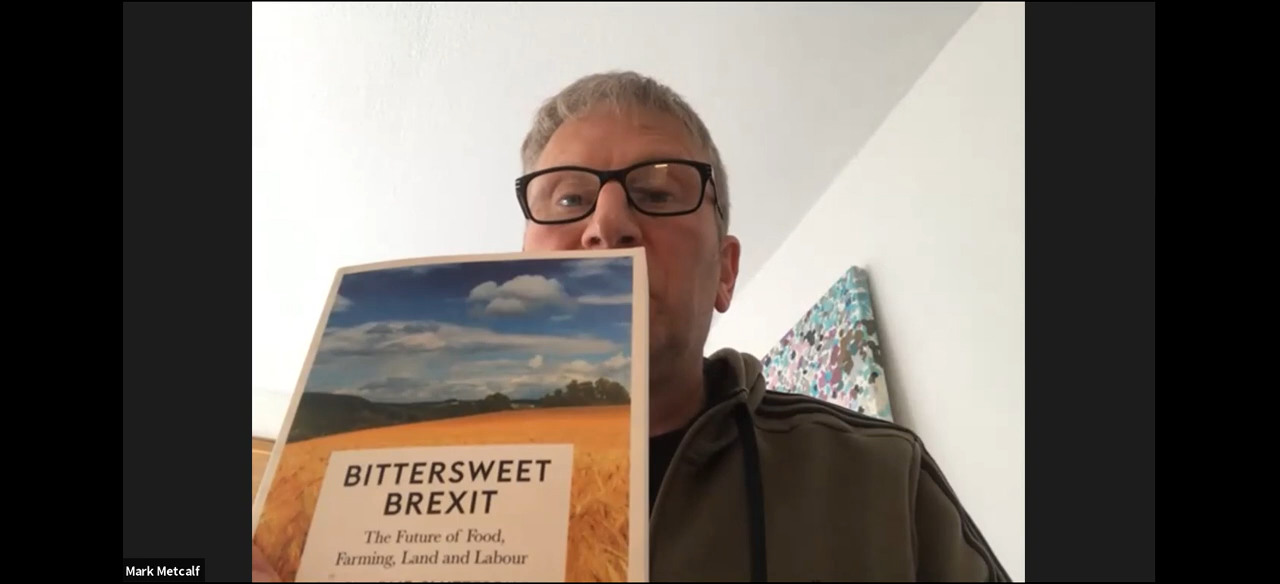 BITTERSWEET
BREXIT
The Future of Food,
Farming, Land and Labour
Mark Metcalf